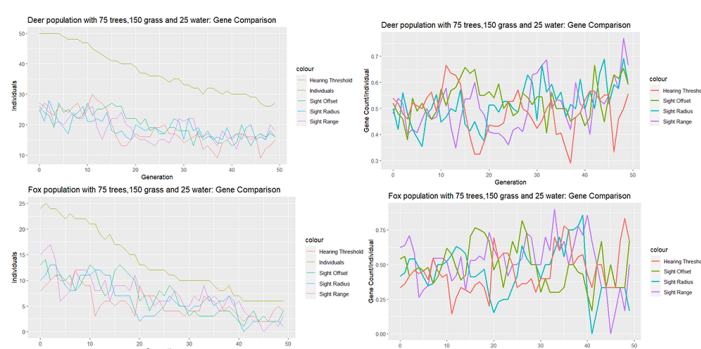 Deer population with 75 trees,150 grass and 25 water: Gene Comparison
50
40
30
20
10
Individuals
0
10
20
30
40
50
Generation
colour
Hearing Threshold
Individuals
Sight Offset
Sight Radius
Sight Range
Deer population with 75 trees,150 grass and 25 water: Gene Comparison
0.7
0.6
0.5
0.4
0.3
Gene Count/Individual
0
10
20
30
40
50
Generation
colour
Hearing Threshold
Sight Offset
Sight Radius
Sight Range
Fox population with 75 trees,150 grass and 25 water: Gene Comparison
25
20
15
10
5
0
Individuals
0
10
20
30
40
50
colour
Hearing Threshold
Individuals
Sight Offset
Sight Radius
Sight Range
Fox population with 75 trees,150 grass and 25 water: Gene Comparison
0.75
0.50
0.25
0.00
Gene Count/Individual
0
10
20
30
40
50
colour
Hearing Thresho
Sight Offset
Sight Radius
Sight Range